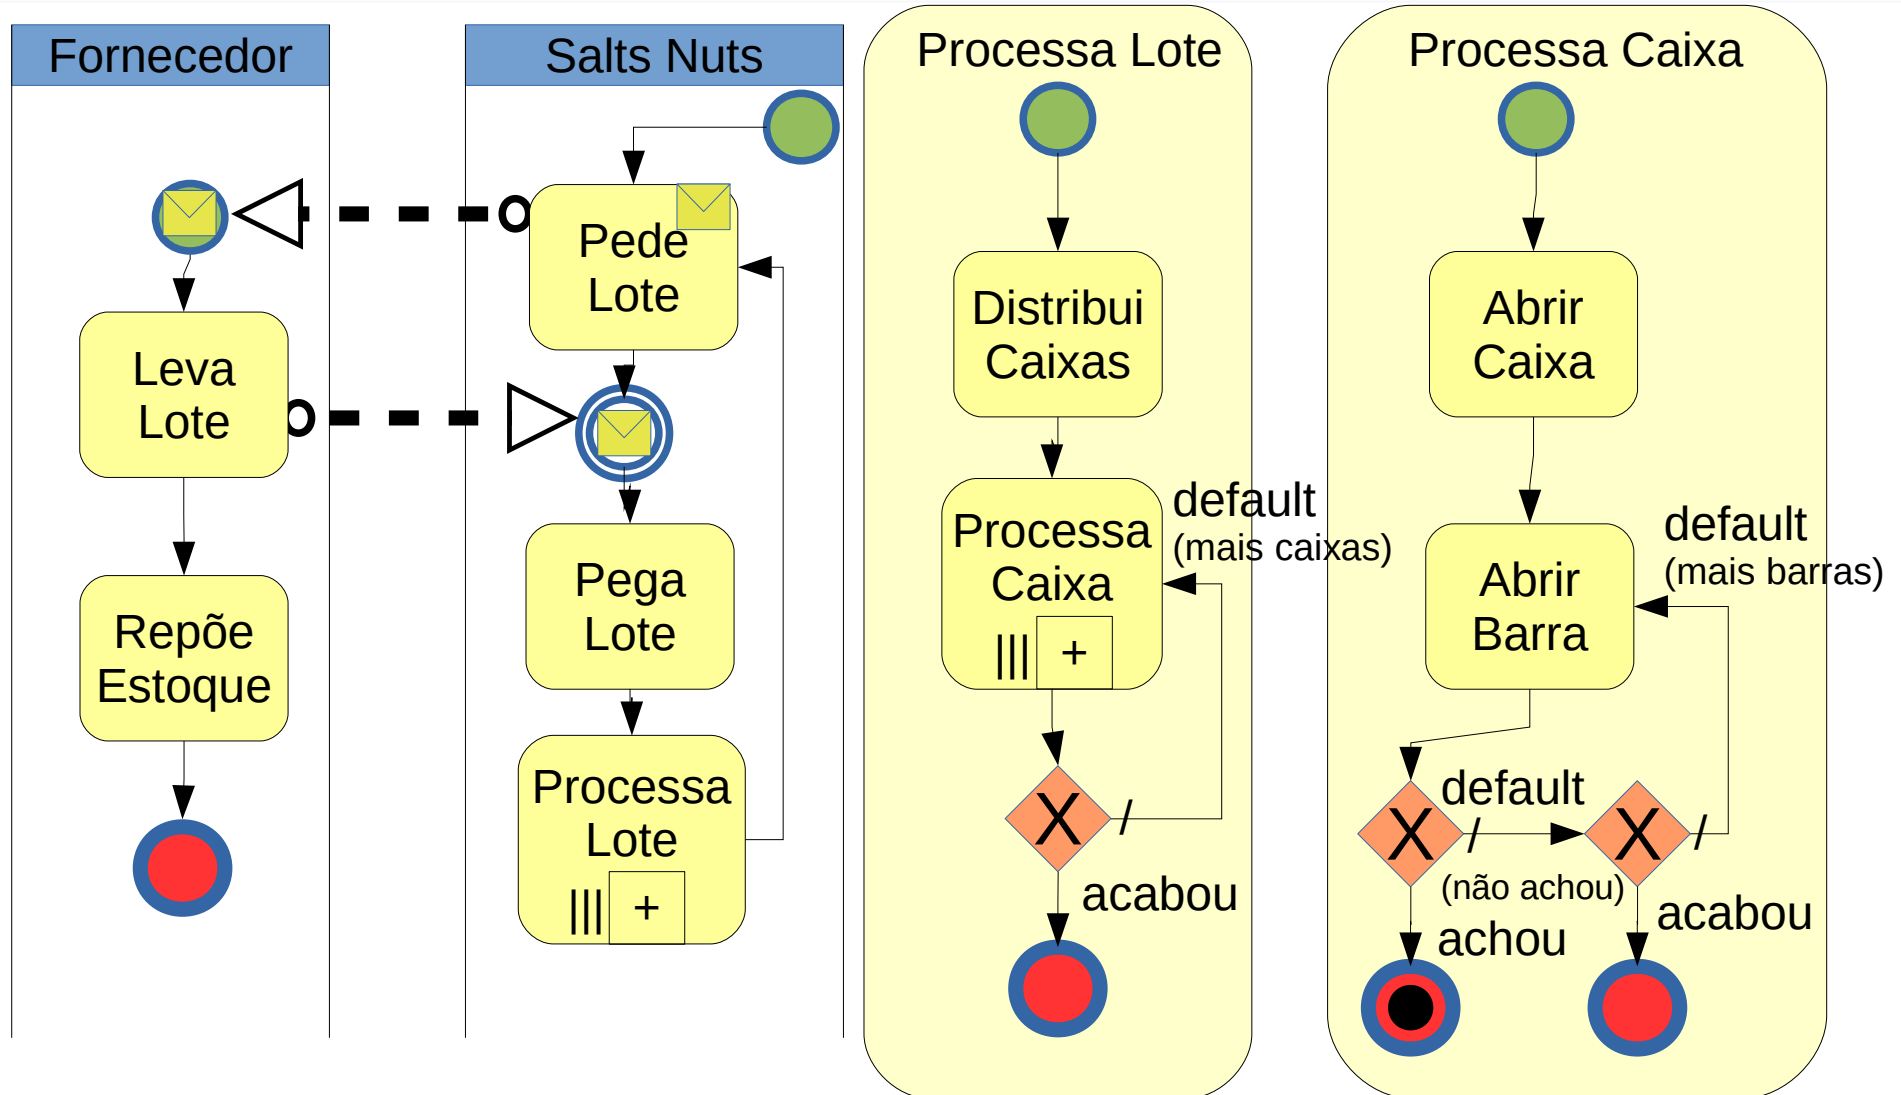 Fornecedor
Leva
Lote
Repõe
Estoque
Salts Nuts
Pede
Lote
Pega
Lote
Processa
Lote
||| +
Processa Lote
Distribui
Caixas
Processa
Caixa
||| +
default
(mais caixas)
X /
acabou
Processa Caixa
Abrir
Caixa
Abrir
Barra
default
(mais barras)
X /
default
(não achou)
achou
X /
acabou